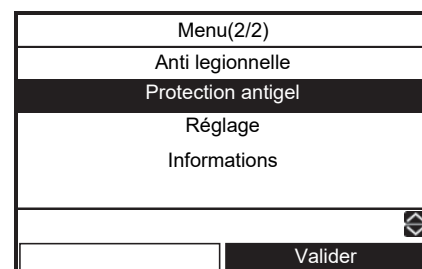 Menu(2/2)
Anti legionnelle
Protection antigel
Réglage
Informations
Valider